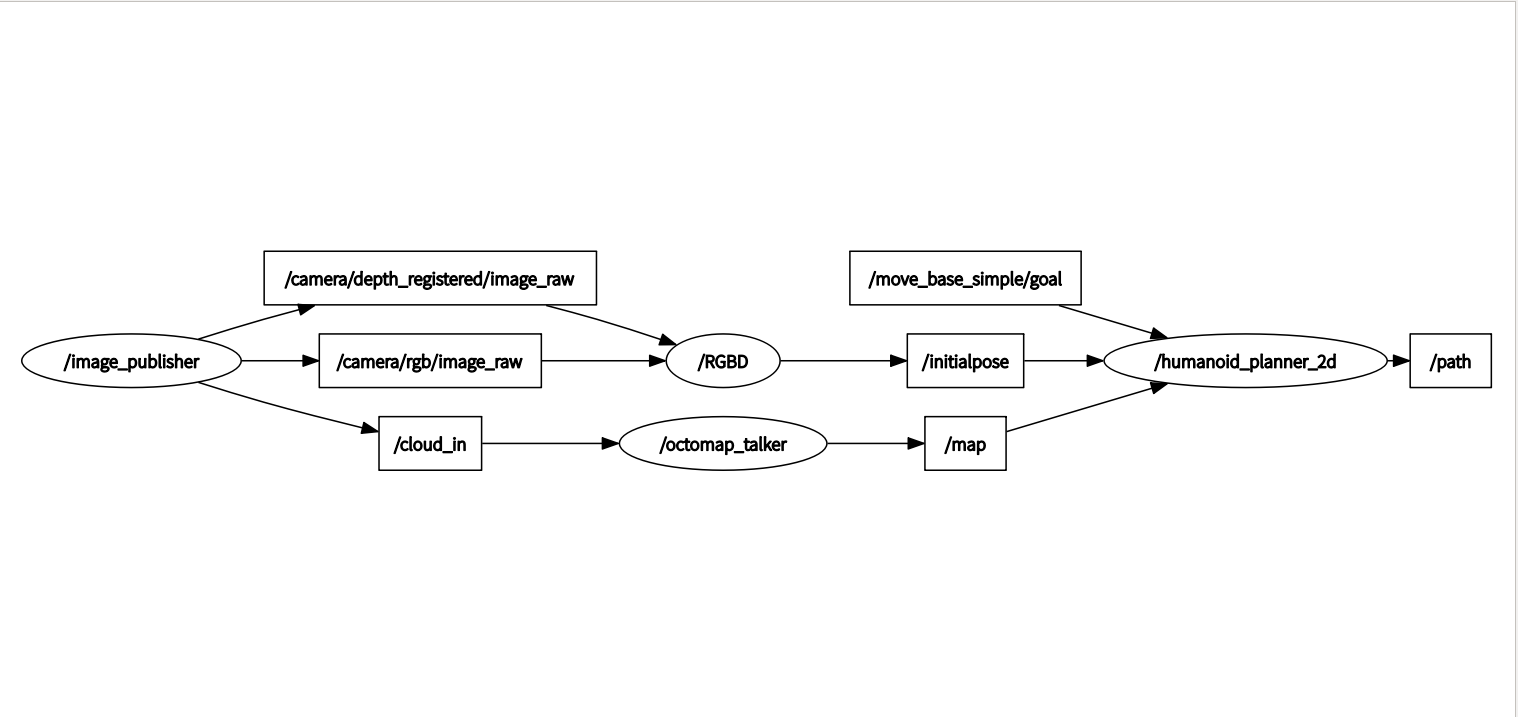 /camera/depth_registered/image_raw
/move_base_simple/goal
/image_publisher
/camera/rgb/image_raw
/RGBD
/initialpose
/humanoid_planner_2d
/path
/cloud_in
/octomap_talker
/map